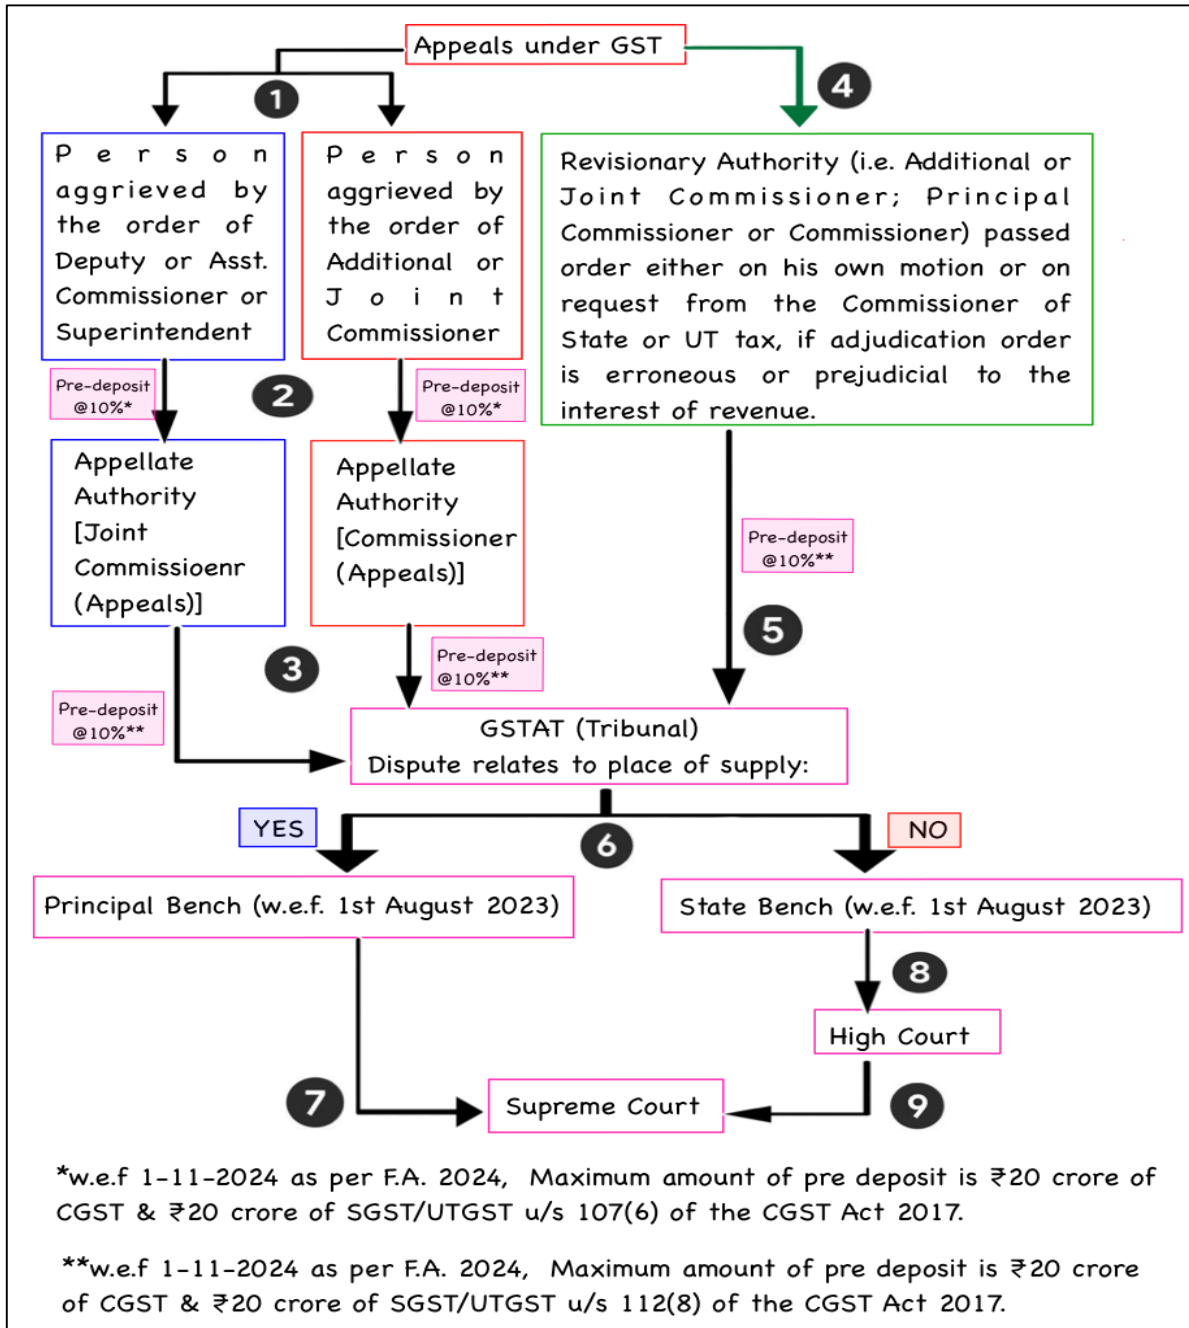 Appeals under GST
1
4
Person
aggrieved by
the order of
Deputy or Asst.
Commissioner or
Superintendent
Person
aggrieved by
the order of
Additional or
Joint
Commissioner
Revisionary Authority (i.e. Additional or
Joint Commissioner; Principal
Commissioner or Commissioner) passed
order either on his own motion or on
request from the Commissioner of
State or UT tax, if adjudication order
is erroneous or prejudicial to the
interest of revenue.
Pre-deposit
@10%*
2
Pre-deposit
@10%*
Appellate
Authority
[Joint
Commissioenr
(Appeals)]
Appellate
Authority
[Commissioner
(Appeals)]
Pre-deposit
@10%**
5
3
Pre-deposit
@10%**
Pre-deposit
@10%**
GSTAT (Tribunal)
Dispute relates to place of supply:
YES
6
NO
Principal Bench (w.e.f. 1st August 2023)
State Bench (w.e.f. 1st August 2023)
8
High Court
7
Supreme Court
9
*w.e.f 1-11-2024 as per F.A. 2024, Maximum amount of pre deposit is ₹20 crore of
CGST & ₹20 crore of SGST/UTGST u/s 107(6) of the CGST Act 2017.
**w.e.f 1-11-2024 as per F.A. 2024, Maximum amount of pre deposit is ₹20 crore
of CGST & ₹20 crore of SGST/UTGST u/s 112(8) of the CGST Act 2017.